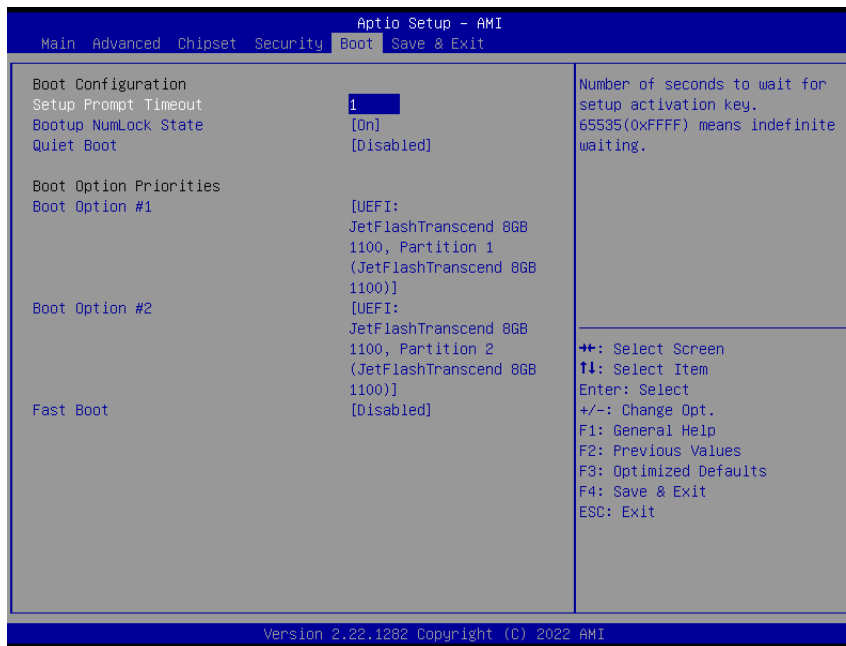 Aptio Setup – AMI
Main Advanced Chipset Security Boot Save & Exit
Boot Configuration
Setup Prompt Timeout 1
Bootup NumLock State [On]
Quiet Boot [Disabled]
Boot Option Priorities
Boot Option #1 [UEFI:
JetFlashTranscend 8GB
1100, Partition 1
(JetFlashTranscend 8GB
1100)]
Boot Option #2 [UEFI:
JetFlashTranscend 8GB
1100, Partition 2
(JetFlashTranscend 8GB
1100)]
Fast Boot [Disabled]
Number of seconds to wait for
setup activation key.
65535(0xFFFF) means indefinite
waiting.
→←: Select Screen
↑↓: Select Item
Enter: Select
+/-: Change Opt.
F1: General Help
F2: Previous Values
F3: Optimized Defaults
F4: Save & Exit
ESC: Exit
Version 2.22.1282 Copyright (C) 2022 AMI